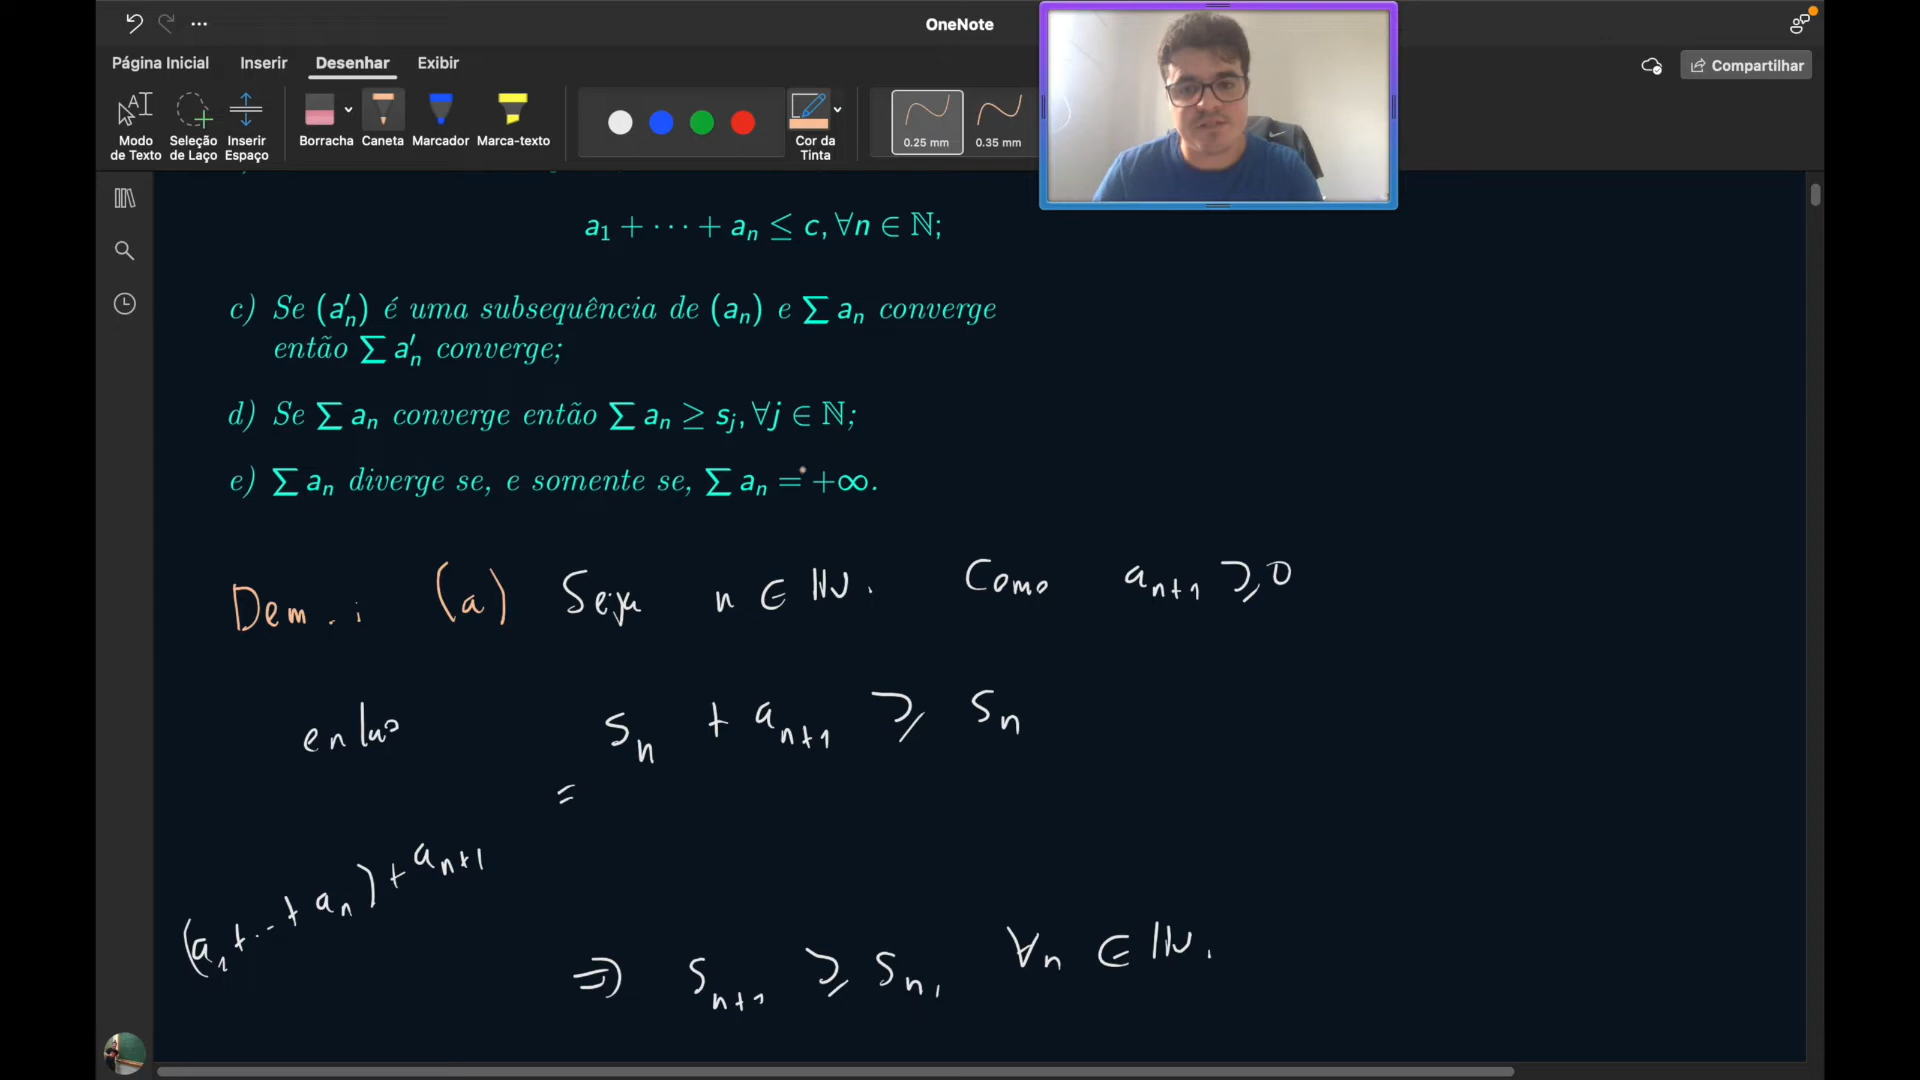 OneNote
Página Inicial Inserir Desenhar Exibir
Compartilhar
Modo de Texto
Seleção de Laço
Inserir Espaço
Borracha
Caneta
Marcador
Marca-texto
Cor da Tinta
0.25 mm
0.35 mm
a₁ + ⋯ + aₙ ≤ c, ∀n ∈ ℕ;
c) Se (a′ₙ) é uma subsequência de (aₙ) e ∑ aₙ converge
então ∑ a′ₙ converge;
d) Se ∑ aₙ converge então ∑ aₙ ≥ sⱼ, ∀j ∈ ℕ;
e) ∑ aₙ diverge se, e somente se, ∑ aₙ = +∞.
Dem.: (a) Seja n ∈ ℕ. Como aₙ₊₁ ≥ 0
então sₙ + aₙ₊₁ ≥ sₙ
=
(a₁+⋯+aₙ)+aₙ₊₁
⇒ sₙ₊₁ ≥ sₙ, ∀n ∈ ℕ.